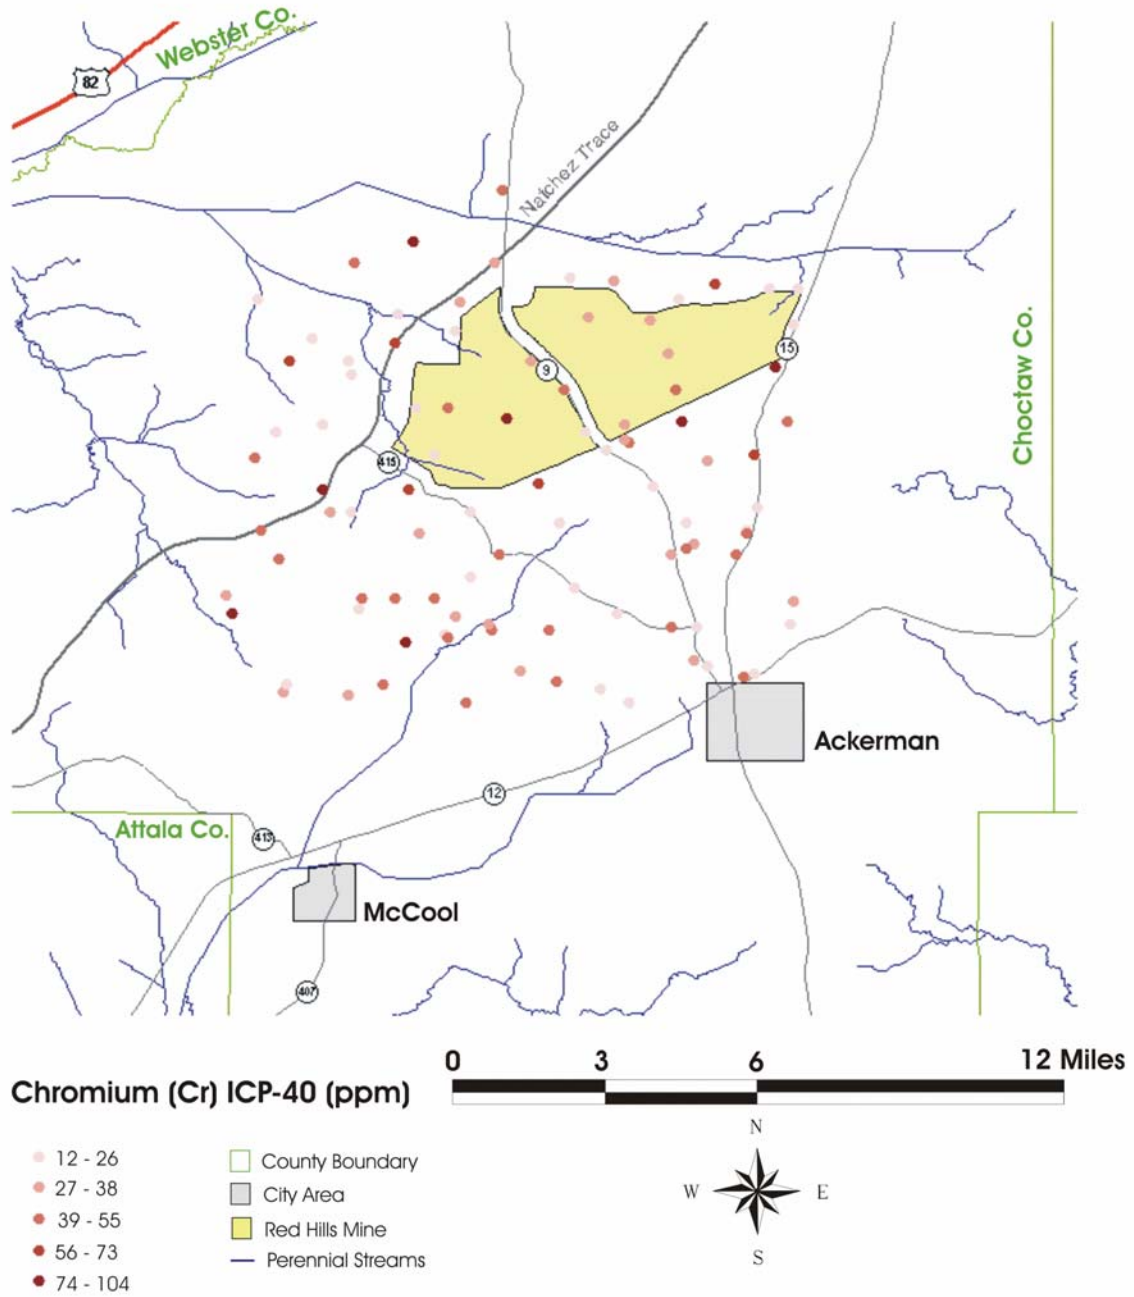 Webster Co.
82
Natchez Trace
9
15
Choctaw Co.
415
Ackerman
12
Attala Co.
413
McCool
407
0 3 6 12 Miles
Chromium (Cr) ICP-40 (ppm)
N
12 - 26 County Boundary
27 - 38 City Area
W E
39 - 55 Red Hills Mine
56 - 73 Perennial Streams
S
74 - 104